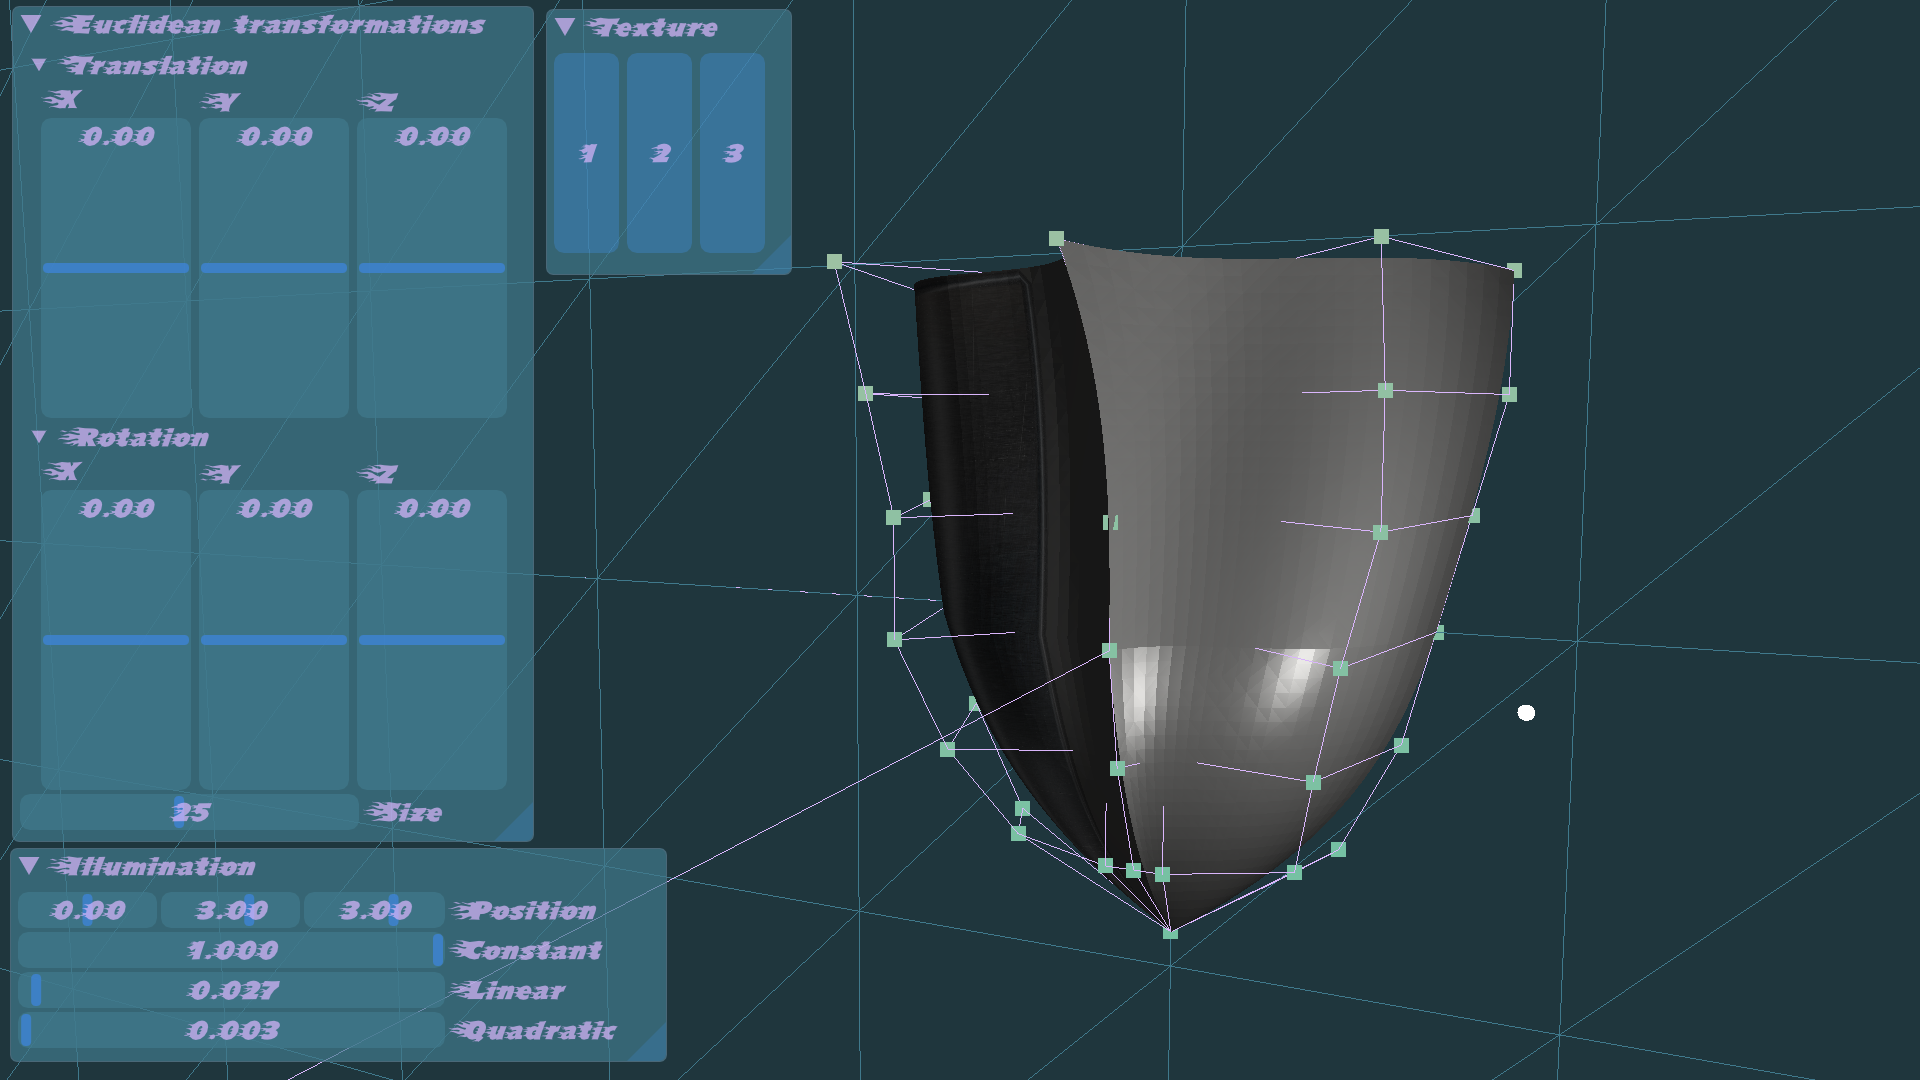 Euclidean transformations
Translation
X Y Z
0.00 0.00 0.00
Rotation
X Y Z
0.00 0.00 0.00
25 Size
Texture
1 2 3
Illumination
0.00 3.00 3.00 Position
1.000 Constant
0.027 Linear
0.003 Quadratic